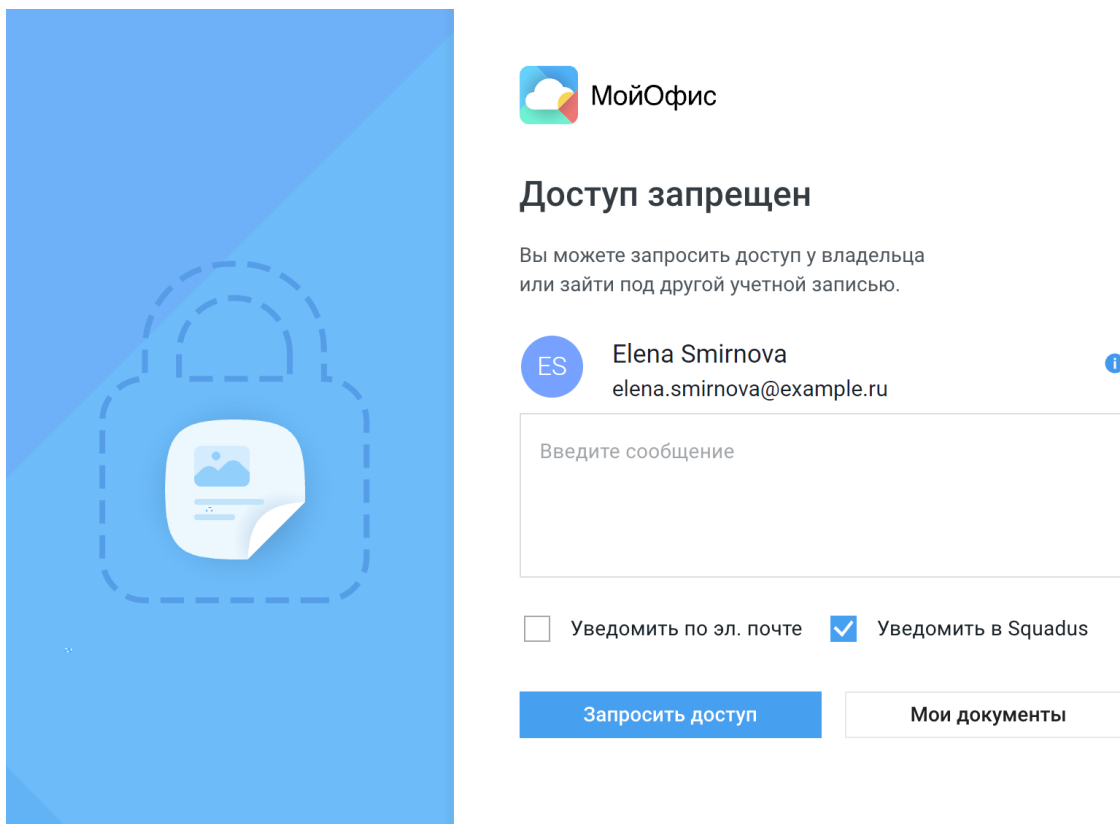 МойОфис
Доступ запрещен
Вы можете запросить доступ у владельца
или зайти под другой учетной записью.
ES
Elena Smirnova
elena.smirnova@example.ru
Введите сообщение
Уведомить по эл. почте
Уведомить в Squadus
Запросить доступ
Мои документы